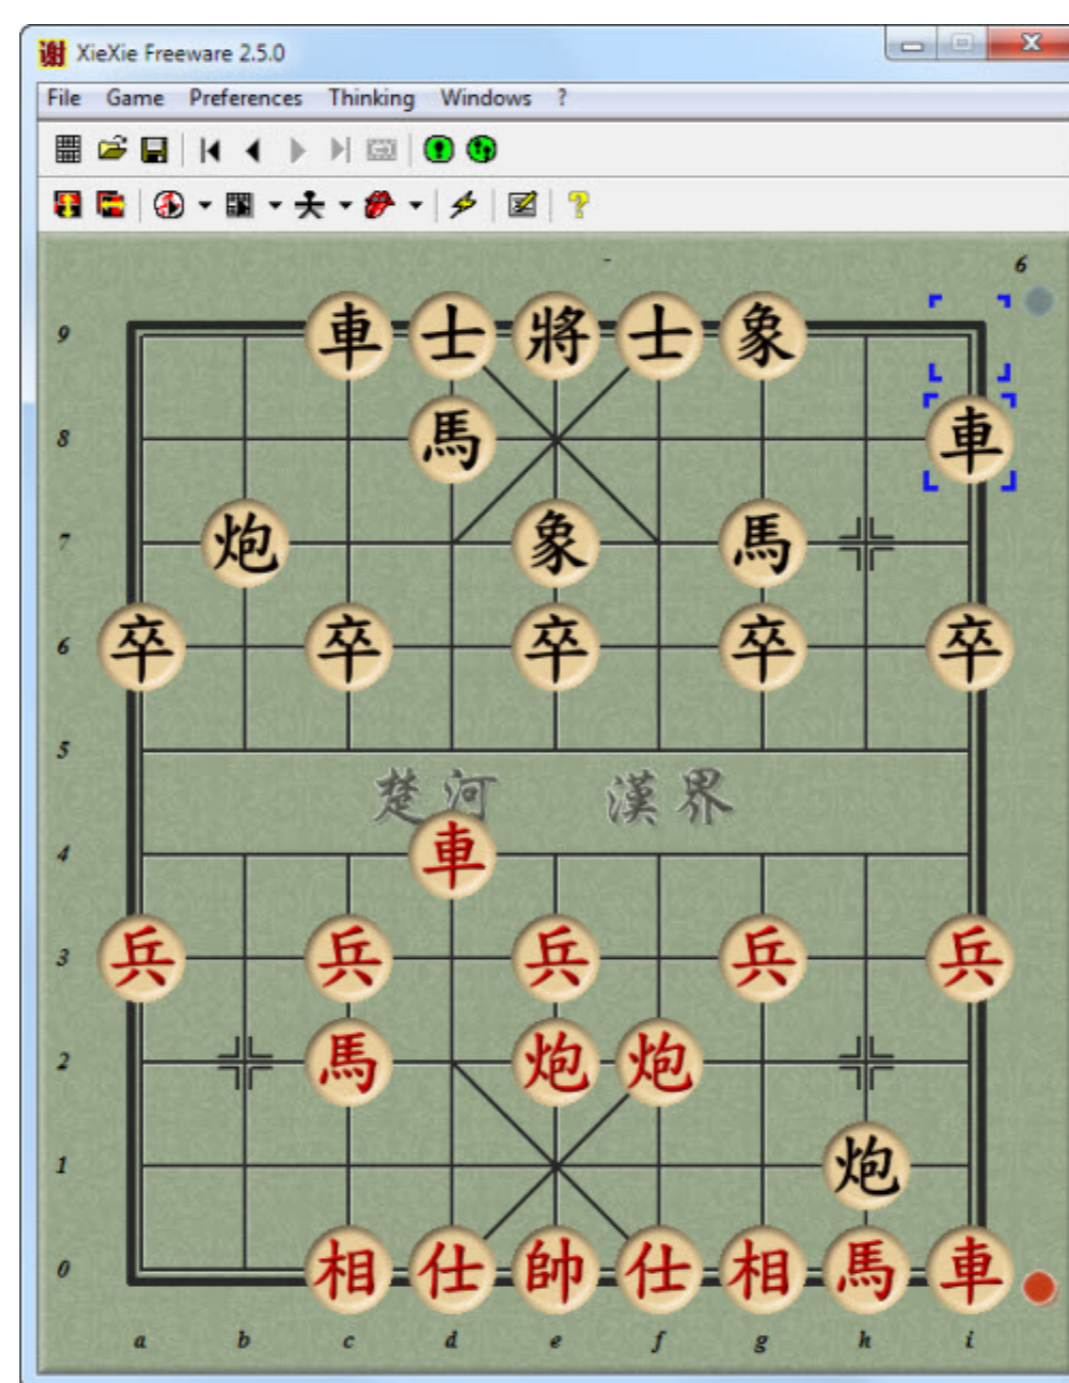 谢 XieXie Freeware 2.5.0
File Game Preferences Thinking Windows ?
?
-
6
9 車 士 將 士 象
8 馬 車
7 炮 象 馬
6 卒 卒 卒 卒 卒
5
楚河 漢界
4 車
3 兵 兵 兵 兵 兵
2 馬 炮 炮
1 炮
0 相 仕 帥 仕 相 馬 車
a b c d e f g h i